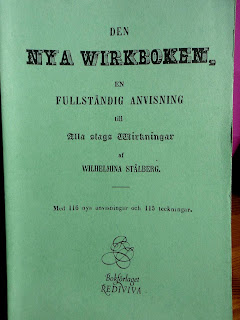 DEN
NYA WIRKBOKEN,
EN
FULLSTÄNDIG ANVISNING
till
Alla slags Wirkningar
af
WILHELMINA STÅLBERG.
Med 116 nya anvisningar och 115 teckningar.
Bokförlaget
REDIVIVA